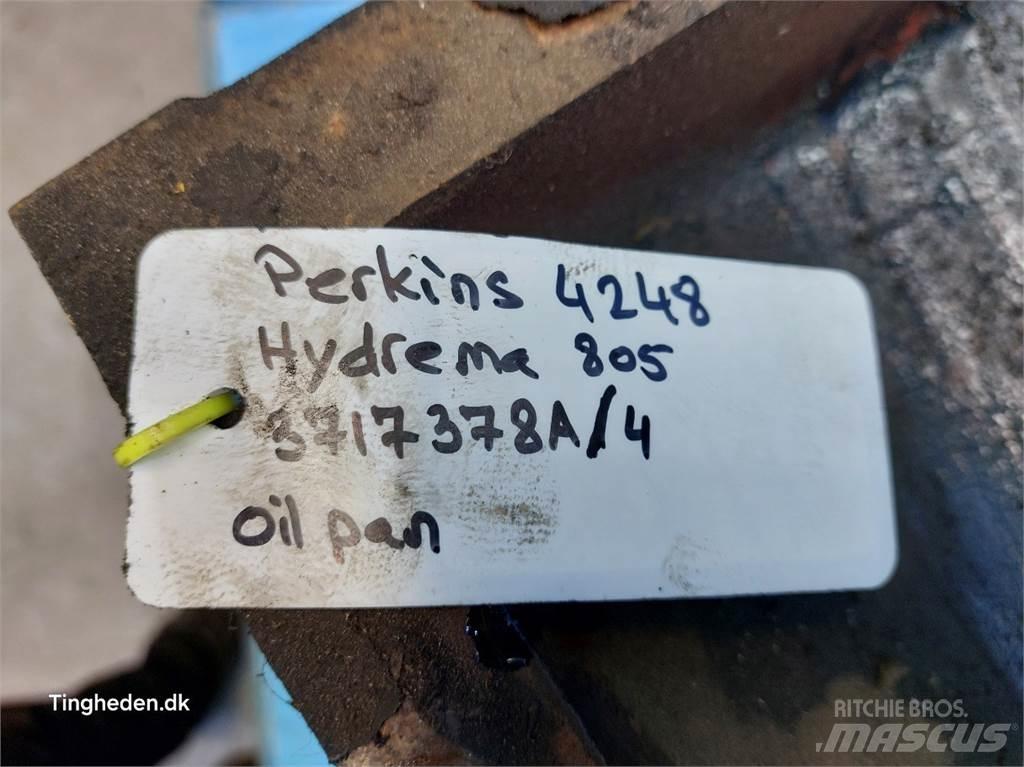 Perkins 4248
Hydrema 805
3717378A/4
oil pan
Tingheden.dk
RITCHIE BROS.
MASCUS